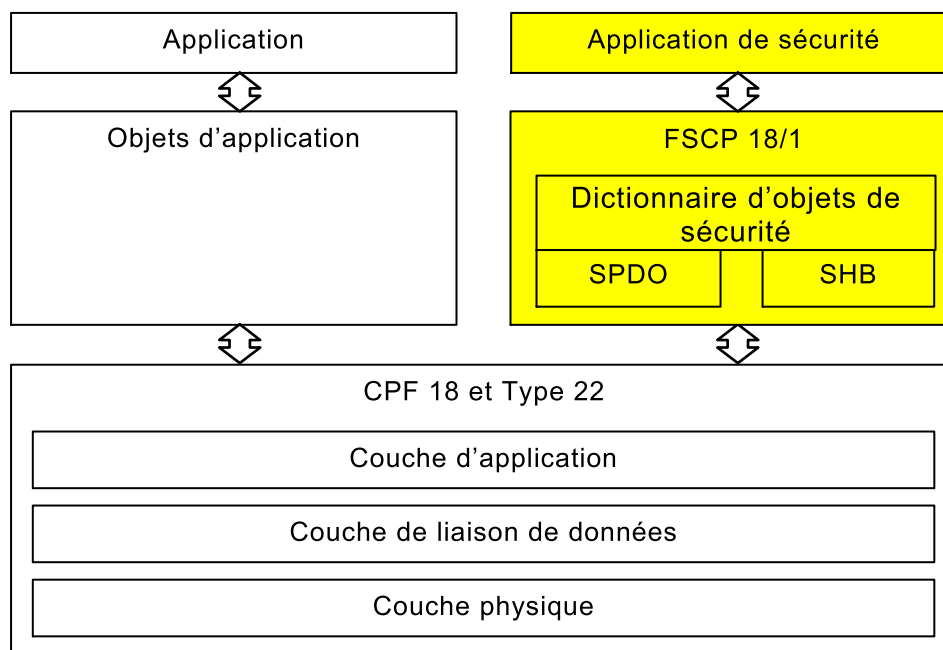 Application
Application de sécurité
Objets d’application
FSCP 18/1
Dictionnaire d’objets de
sécurité
SPDO
SHB
CPF 18 et Type 22
Couche d’application
Couche de liaison de données
Couche physique